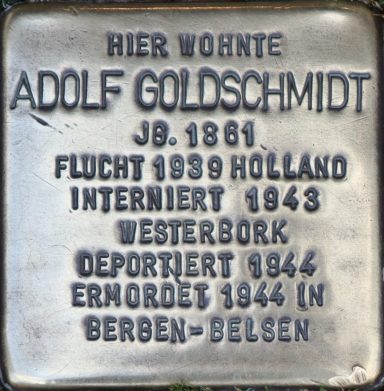 HIER WOHNTE
ADOLF GOLDSCHMIDT
JG. 1861
FLUCHT 1939 HOLLAND
INTERNIERT 1943
WESTERBORK
DEPORTIERT 1944
ERMORDET 1944 IN
BERGEN-BELSEN